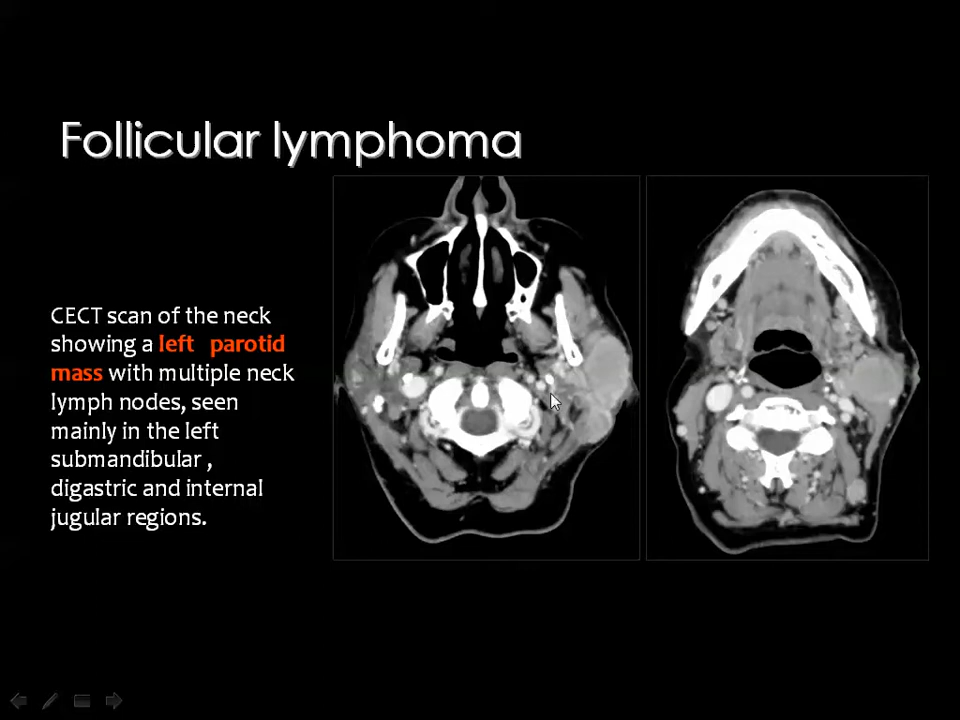 Follicular lymphoma
CECT scan of the neck
showing a left parotid
mass with multiple neck
lymph nodes, seen
mainly in the left
submandibular ,
digastric and internal
jugular regions.